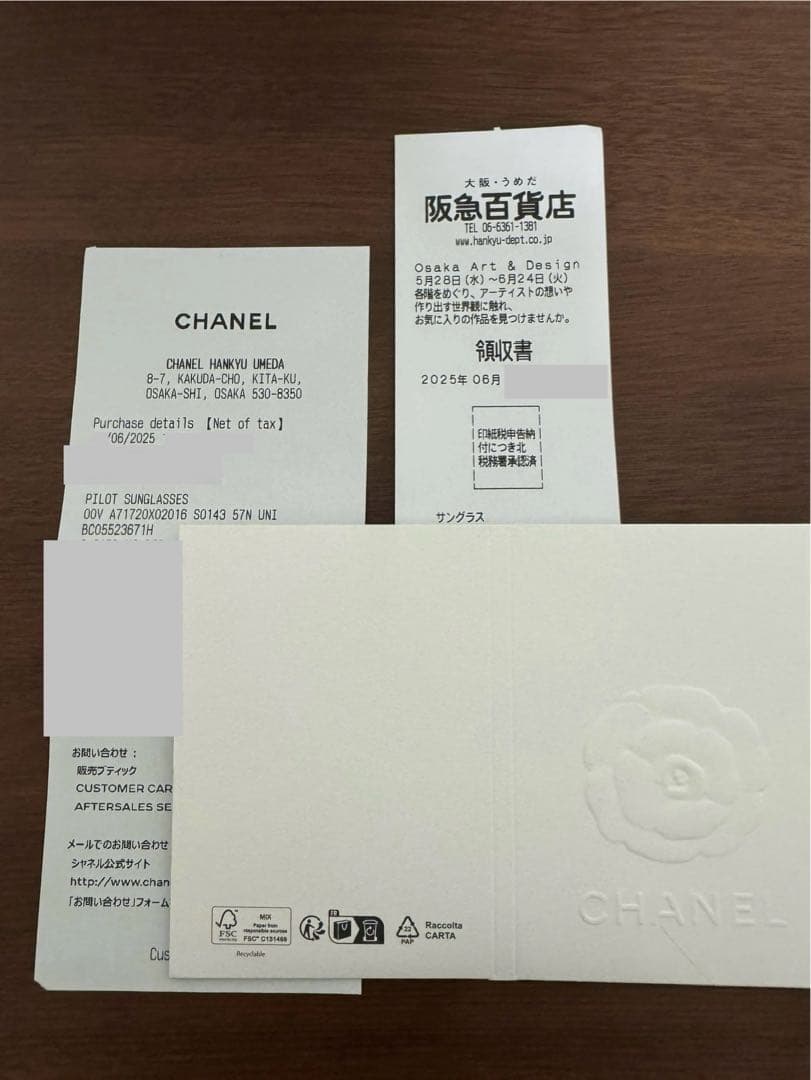 CHANEL
CHANEL HANKYU UMEDA
8-7, KAKUDA-CHO, KITA-KU,
OSAKA-SHI, OSAKA 530-8350
Purchase details 【Net of tax】
'06/2025
PILOT SUNGLASSES
00V A71720X02016 S0143 57N UNI
BC05523671H
お問い合わせ：
販売ブティック
CUSTOMER CAR
AFTERSALES SE
メールでのお問い合わせ
シャネル公式サイト
http://www.chan
「お問い合わせ」フォーム
Cus
大阪・うめだ
阪急百貨店
TEL 06-6361-1381
www.hankyu-dept.co.jp
Osaka Art & Design
5月28日（水）～6月24日（火）
各階をめぐり、アーティストの想いや
作り出す世界観に触れ、
お気に入りの作品を見つけませんか。
領収書
2025年 06月
印紙税申告納
付につき北
税務署承認済
サングラス
CHANEL
FSC
MIX
Paper from
responsible sources
FSC® C131468
Recyclable
FR
22
PAP
Raccolta
CARTA